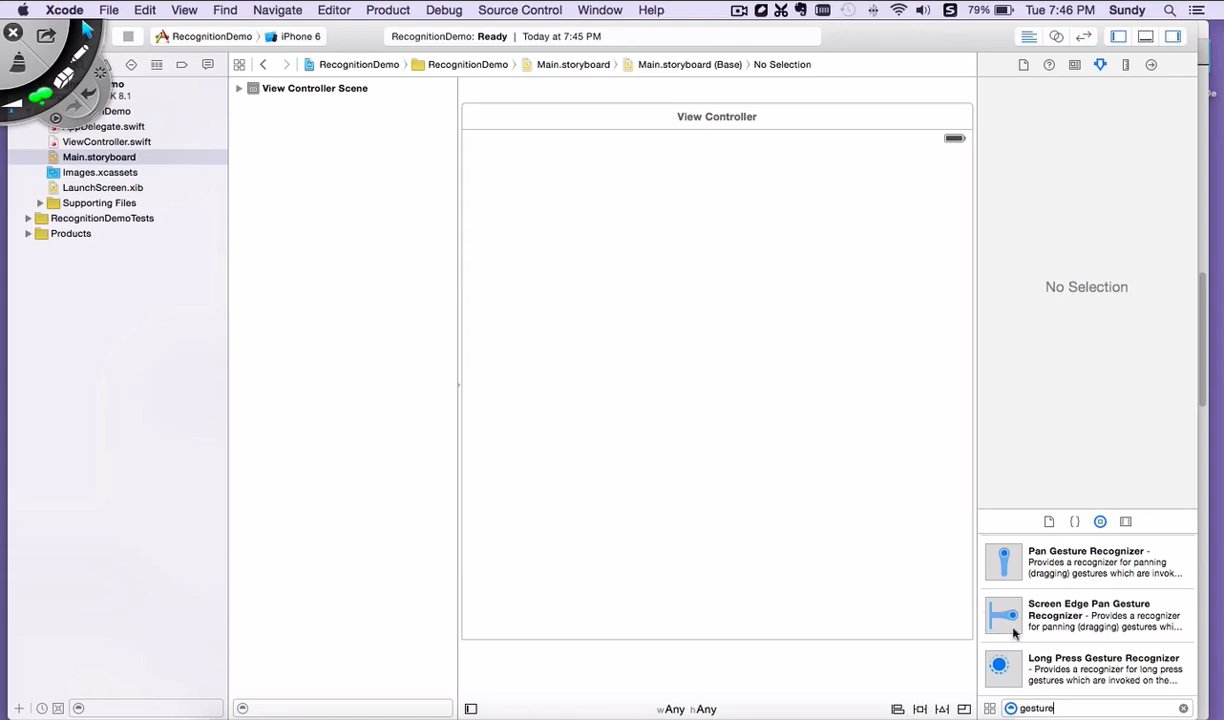 Xcode File Edit View Find Navigate Editor Product Debug Source Control Window Help 79% Tue 7:46 PM Sundy
RecognitionDemo iPhone 6 RecognitionDemo: Ready Today at 7:45 PM
RecognitionDemo RecognitionDemo Main.storyboard Main.storyboard (Base) No Selection
View Controller Scene
AppDelegate.swift
ViewController.swift
Main.storyboard
Images.xcassets
LaunchScreen.xib
Supporting Files
RecognitionDemoTests
Products
View Controller
No Selection
Pan Gesture Recognizer -
Provides a recognizer for panning
(dragging) gestures which are invok...
Screen Edge Pan Gesture
Recognizer - Provides a recognizer
for panning (dragging) gestures whi...
Long Press Gesture Recognizer
- Provides a recognizer for long press
gestures which are invoked on the...
wAny hAny
gesture